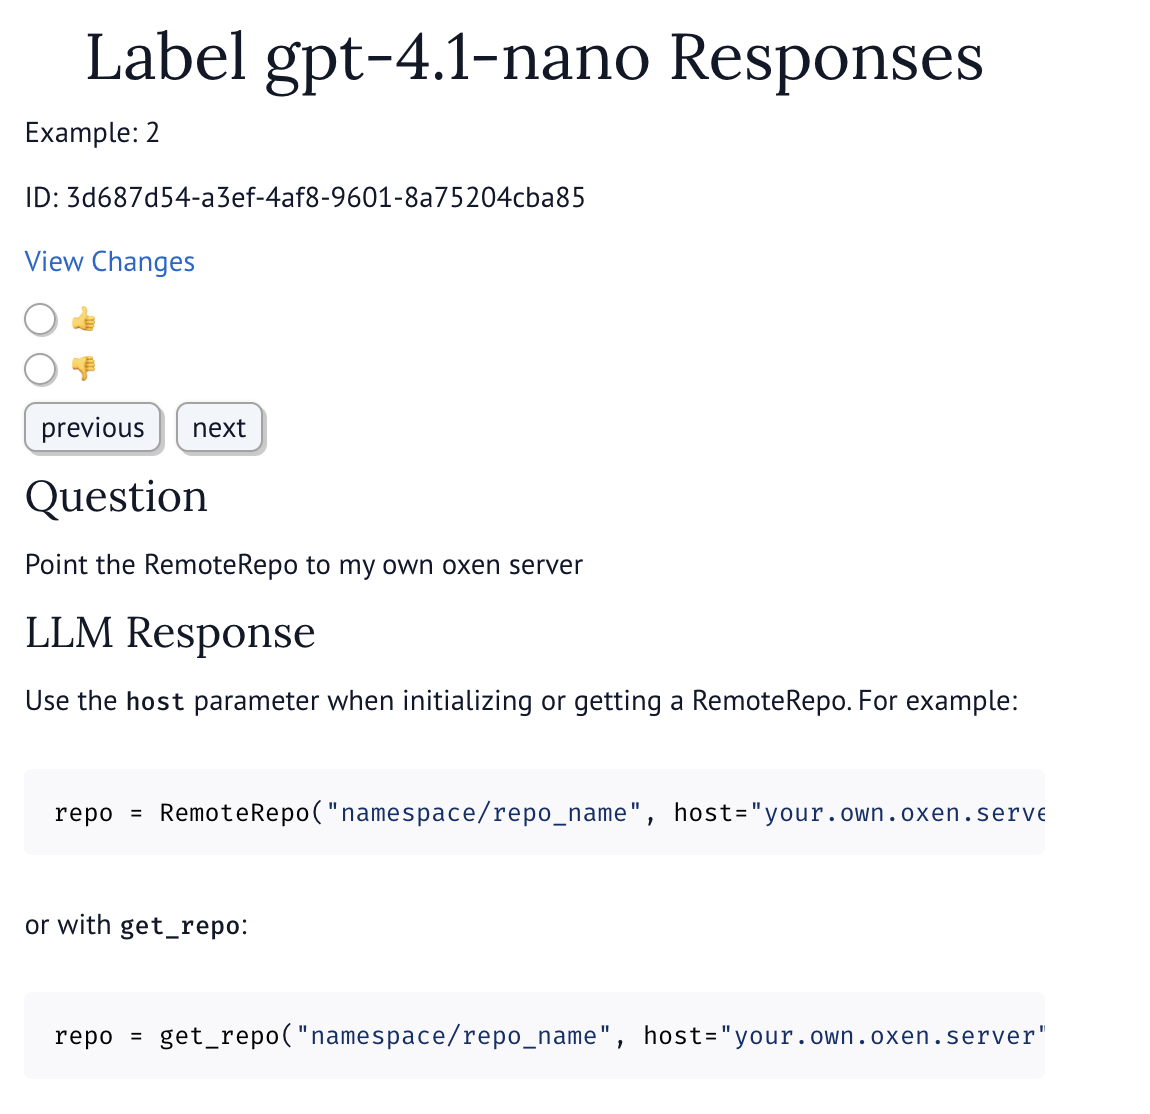 Label gpt-4.1-nano Responses
Example: 2
ID: 3d687d54-a3ef-4af8-9601-8a75204cba85
View Changes
👍
👎
previous next
Question
Point the RemoteRepo to my own oxen server
LLM Response
Use the host parameter when initializing or getting a RemoteRepo. For example:
repo = RemoteRepo("namespace/repo_name", host="your.own.oxen.serve
or with get_repo:
repo = get_repo("namespace/repo_name", host="your.own.oxen.server"